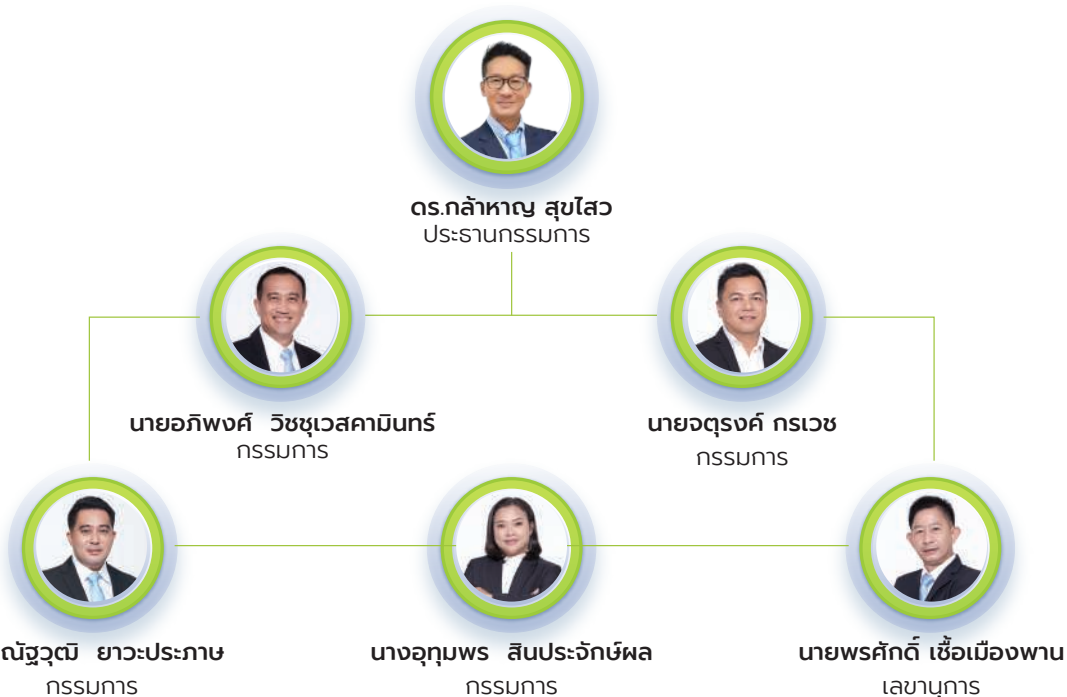 ดร.กล้าหาญ สุขไสว
ประธานกรรมการ
นายอภิพงศ์ วิชชุเวสคามินทร์
กรรมการ
นายจตุรงค์ กรเวช
กรรมการ
ณัฐวุฒิ ยาวะประภาษ
กรรมการ
นางอุทุมพร สินประจักษ์ผล
กรรมการ
นายพรศักดิ์ เชื้อเมืองพาน
เลขานุการ